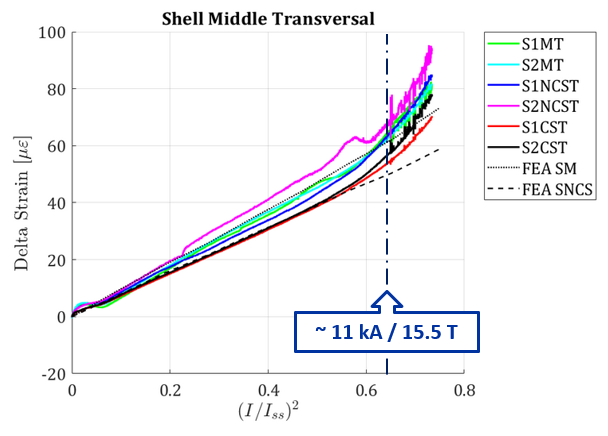 Shell Middle Transversal
Delta Strain [με]
100
80
60
40
20
0
-20
0
0.2
0.4
0.6
0.8
(I/Iss)²
~ 11 kA / 15.5 T
S1MT
S2MT
S1NCST
S2NCST
S1CST
S2CST
FEA SM
FEA SNCS